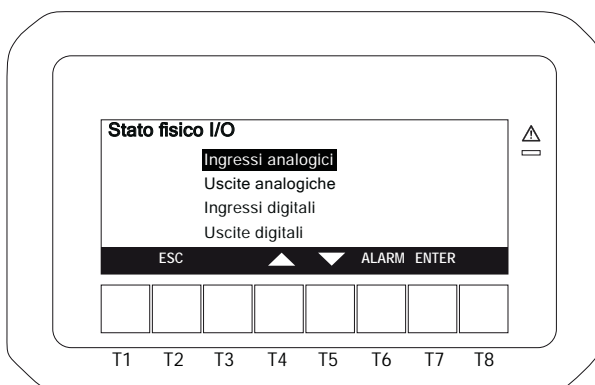 Stato fisico I/O
Ingressi analogici
Uscite analogiche
Ingressi digitali
Uscite digitali
ESC ALARM ENTER
T1 T2 T3 T4 T5 T6 T7 T8